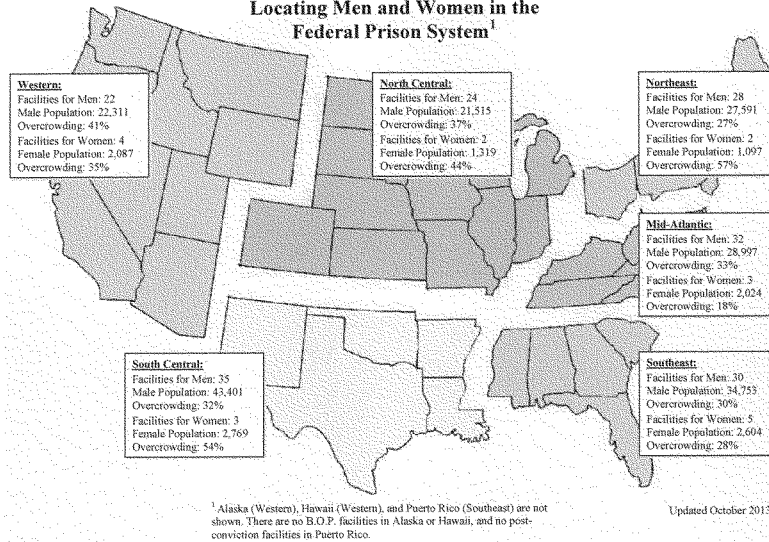 Locating Men and Women in the
Federal Prison System1
Western:
Facilities for Men: 22
Male Population: 22,311
Overcrowding: 41%
Facilities for Women: 4
Female Population: 2,087
Overcrowding: 55%
North Central:
Facilities for Men: 24
Male Population: 21,515
Overcrowding: 37%
Facilities for Women: 2
Female Population: 1,319
Overcrowding: 44%
Northeast:
Facilities for Men: 28
Male Population: 27,591
Overcrowding: 27%
Facilities for Women: 2
Female Population: 1,097
Overcrowding: 57%
Mid-Atlantic:
Facilities for Men: 32
Male Population: 28,997
Overcrowding: 33%
Facilities for Women: 3
Female Population: 2,024
Overcrowding: 18%
South Central:
Facilities for Men: 35
Male Population: 43,401
Overcrowding: 32%
Facilities for Women: 3
Female Population: 2,769
Overcrowding: 54%
Southeast:
Facilities for Men: 30
Male Population: 34,753
Overcrowding: 30%
Facilities for Women: 5
Female Population: 2,604
Overcrowding: 28%
1 Alaska (Western), Hawaii (Western), and Puerto Rico (Southeast) are not
shown. There are no B.O.P. facilities in Alaska or Hawaii, and no post-
conviction facilities in Puerto Rico.
Updated October 2013